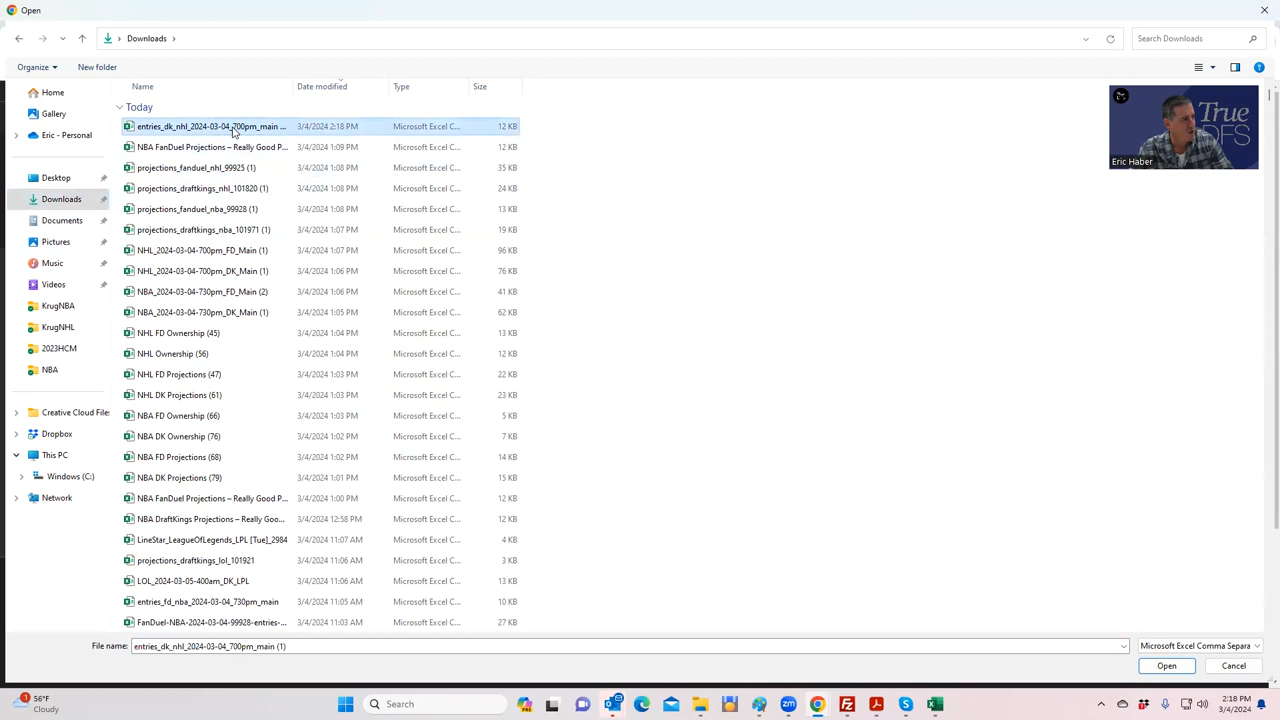 Open
Downloads
Search Downloads
Organize
New folder
Name Date modified Type Size
Home
Gallery
Eric - Personal
Desktop
Downloads
Documents
Pictures
Music
Videos
KrugNBA
KrugNHL
2023HCM
NBA
Creative Cloud Files
Dropbox
This PC
Windows (C:)
Network
Today
entries_dk_nhl_2024-03-04_700pm_main ... 3/4/2024 2:18 PM Microsoft Excel C... 12 KB
NBA FanDuel Projections – Really Good P... 3/4/2024 1:09 PM Microsoft Excel C... 12 KB
projections_fanduel_nhl_99925 (1) 3/4/2024 1:08 PM Microsoft Excel C... 35 KB
projections_draftkings_nhl_101820 (1) 3/4/2024 1:08 PM Microsoft Excel C... 24 KB
projections_fanduel_nba_99928 (1) 3/4/2024 1:08 PM Microsoft Excel C... 13 KB
projections_draftkings_nba_101971 (1) 3/4/2024 1:07 PM Microsoft Excel C... 19 KB
NHL_2024-03-04-700pm_FD_Main (1) 3/4/2024 1:07 PM Microsoft Excel C... 96 KB
NHL_2024-03-04-700pm_DK_Main (1) 3/4/2024 1:06 PM Microsoft Excel C... 76 KB
NBA_2024-03-04-730pm_FD_Main (2) 3/4/2024 1:06 PM Microsoft Excel C... 41 KB
NBA_2024-03-04-730pm_DK_Main (1) 3/4/2024 1:05 PM Microsoft Excel C... 62 KB
NHL FD Ownership (45) 3/4/2024 1:04 PM Microsoft Excel C... 13 KB
NHL Ownership (56) 3/4/2024 1:04 PM Microsoft Excel C... 12 KB
NHL FD Projections (47) 3/4/2024 1:03 PM Microsoft Excel C... 24 KB
NHL DK Projections (61) 3/4/2024 1:03 PM Microsoft Excel C... 24 KB
NBA FD Ownership (66) 3/4/2024 1:03 PM Microsoft Excel C... 5 KB
NBA DK Ownership (76) 3/4/2024 1:02 PM Microsoft Excel C... 7 KB
NBA FD Projections (68) 3/4/2024 1:02 PM Microsoft Excel C... 14 KB
NBA DK Projections (79) 3/4/2024 1:01 PM Microsoft Excel C... 15 KB
NBA FanDuel Projections – Really Good P... 3/4/2024 1:00 PM Microsoft Excel C... 12 KB
NBA DraftKings Projections – Really Goo... 3/4/2024 12:58 PM Microsoft Excel C... 12 KB
LineStar_LeagueOfLegends_LPL [Tue]_2984 3/4/2024 11:07 AM Microsoft Excel C... 4 KB
projections_draftkings_lol_101921 3/4/2024 11:06 AM Microsoft Excel C... 3 KB
LOL_2024-03-05-400am_DK_LPL 3/4/2024 11:06 AM Microsoft Excel C... 13 KB
entries_fd_nba_2024-03-04_730pm_main 3/4/2024 11:05 AM Microsoft Excel C... 10 KB
FanDuel-NBA-2024-03-04-99928-entries-... 3/4/2024 11:03 AM Microsoft Excel C... 27 KB
True
DFS
Eric Haber
File name: entries_dk_nhl_2024-03-04_700pm_main (1) Microsoft Excel Comma Separa
Open Cancel
56°F
Cloudy
Search
2:18 PM
3/4/2024